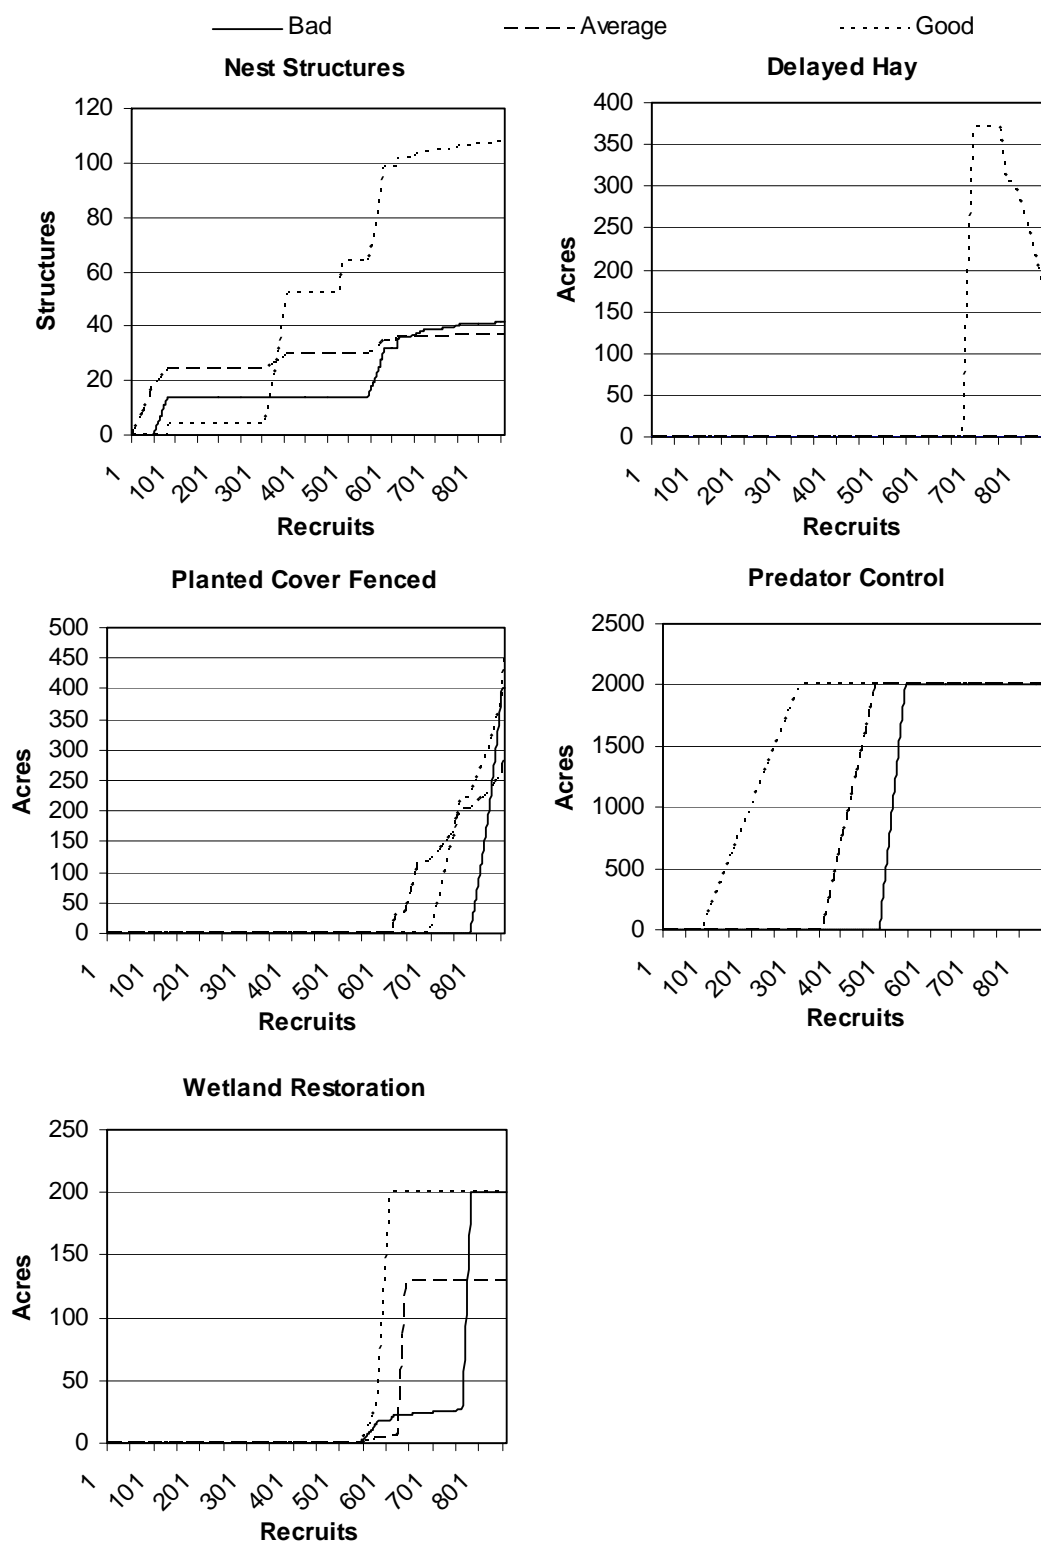 Bad Average Good
Nest Structures
120
100
80
60
40
20
0
Structures
1 101 201 301 401 501 601 701 801
Recruits
Delayed Hay
400
350
300
250
200
150
100
50
0
Acres
1 101 201 301 401 501 601 701 801
Recruits
Planted Cover Fenced
500
450
400
350
300
250
200
150
100
50
0
Acres
1 101 201 301 401 501 601 701 801
Recruits
Predator Control
2500
2000
1500
1000
500
0
Acres
1 101 201 301 401 501 601 701 801
Recruits
Wetland Restoration
250
200
150
100
50
0
Acres
1 101 201 301 401 501 601 701 801
Recruits